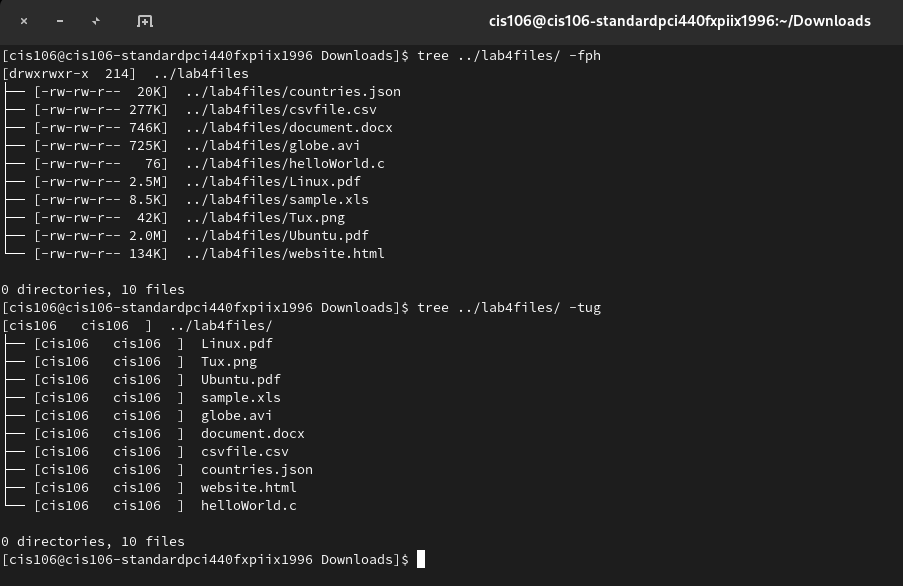 cis106@cis106-standardpci440fxpiix1996:~/Downloads
[cis106@cis106-standardpci440fxpiix1996 Downloads]$ tree ../lab4files/ -fph
[drwxrwxr-x  214]  ../lab4files
├── [-rw-rw-r--  20K]  ../lab4files/countries.json
├── [-rw-rw-r-- 277K]  ../lab4files/csvfile.csv
├── [-rw-rw-r-- 746K]  ../lab4files/document.docx
├── [-rw-rw-r-- 725K]  ../lab4files/globe.avi
├── [-rw-rw-r--   76]  ../lab4files/helloWorld.c
├── [-rw-rw-r-- 2.5M]  ../lab4files/Linux.pdf
├── [-rw-rw-r-- 8.5K]  ../lab4files/sample.xls
├── [-rw-rw-r--  42K]  ../lab4files/Tux.png
├── [-rw-rw-r-- 2.0M]  ../lab4files/Ubuntu.pdf
└── [-rw-rw-r-- 134K]  ../lab4files/website.html
0 directories, 10 files
[cis106@cis106-standardpci440fxpiix1996 Downloads]$ tree ../lab4files/ -tug
[cis106   cis106  ]  ../lab4files/
├── [cis106   cis106  ]  Linux.pdf
├── [cis106   cis106  ]  Tux.png
├── [cis106   cis106  ]  Ubuntu.pdf
├── [cis106   cis106  ]  sample.xls
├── [cis106   cis106  ]  globe.avi
├── [cis106   cis106  ]  document.docx
├── [cis106   cis106  ]  csvfile.csv
├── [cis106   cis106  ]  countries.json
├── [cis106   cis106  ]  website.html
└── [cis106   cis106  ]  helloWorld.c
0 directories, 10 files
[cis106@cis106-standardpci440fxpiix1996 Downloads]$